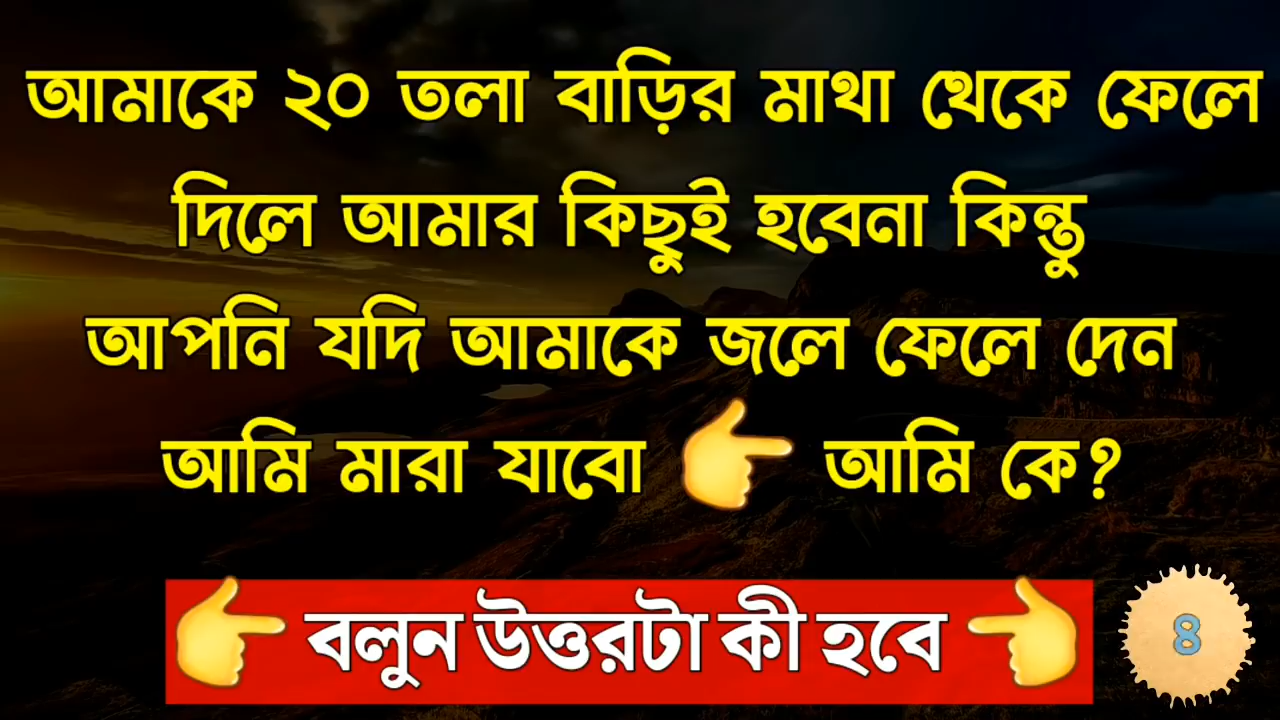 আমাকে ২০ তলা বাড়ির মাথা থেকে ফেলে
দিলে আমার কিছুই হবেনা কিন্তু
আপনি যদি আমাকে জলে ফেলে দেন
আমি মারা যাবো 👉 আমি কে?
👉 বলুন উত্তরটা কী হবে 👈
৪